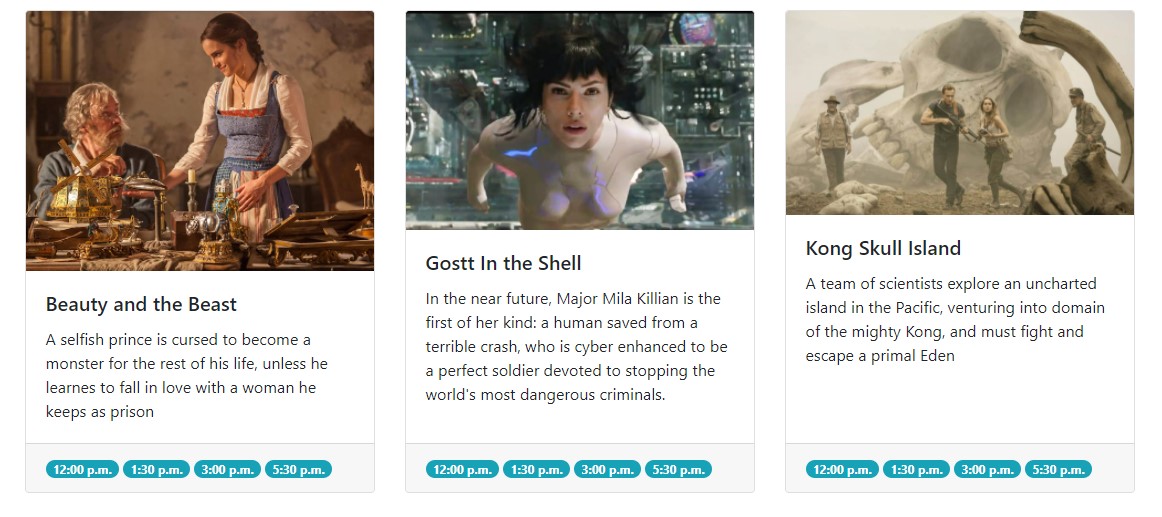 Beauty and the Beast
A selfish prince is cursed to become a
monster for the rest of his life, unless he
learnes to fall in love with a woman he
keeps as prison
12:00 p.m. 1:30 p.m. 3:00 p.m. 5:30 p.m.
Gostt In the Shell
In the near future, Major Mila Killian is the
first of her kind: a human saved from a
terrible crash, who is cyber enhanced to be
a perfect soldier devoted to stopping the
world's most dangerous criminals.
12:00 p.m. 1:30 p.m. 3:00 p.m. 5:30 p.m.
Kong Skull Island
A team of scientists explore an uncharted
island in the Pacific, venturing into domain
of the mighty Kong, and must fight and
escape a primal Eden
12:00 p.m. 1:30 p.m. 3:00 p.m. 5:30 p.m.